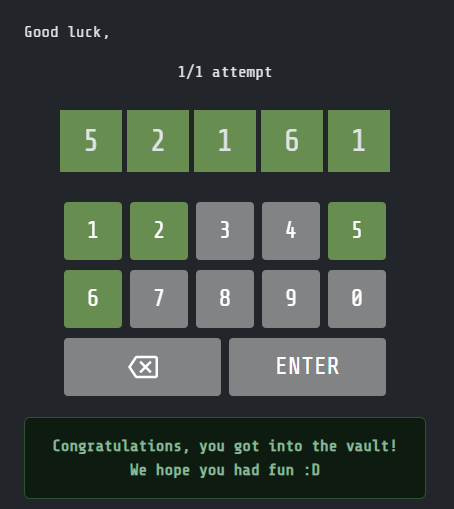 Good luck,
1/1 attempt
5 2 1 6 1
1 2 3 4 5
6 7 8 9 0
ENTER
Congratulations, you got into the vault!
We hope you had fun :D